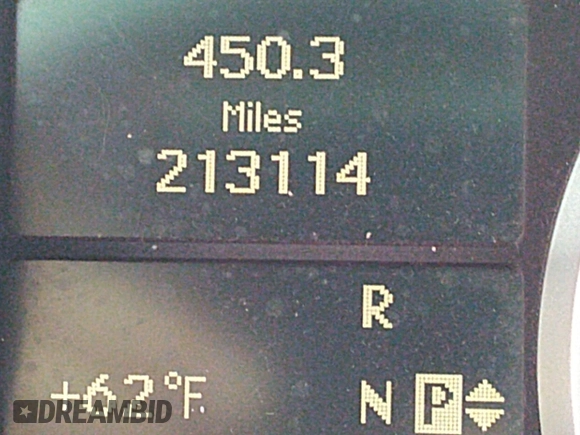 450.3
Miles
213114
R
+62°F
N P
DREAMBID